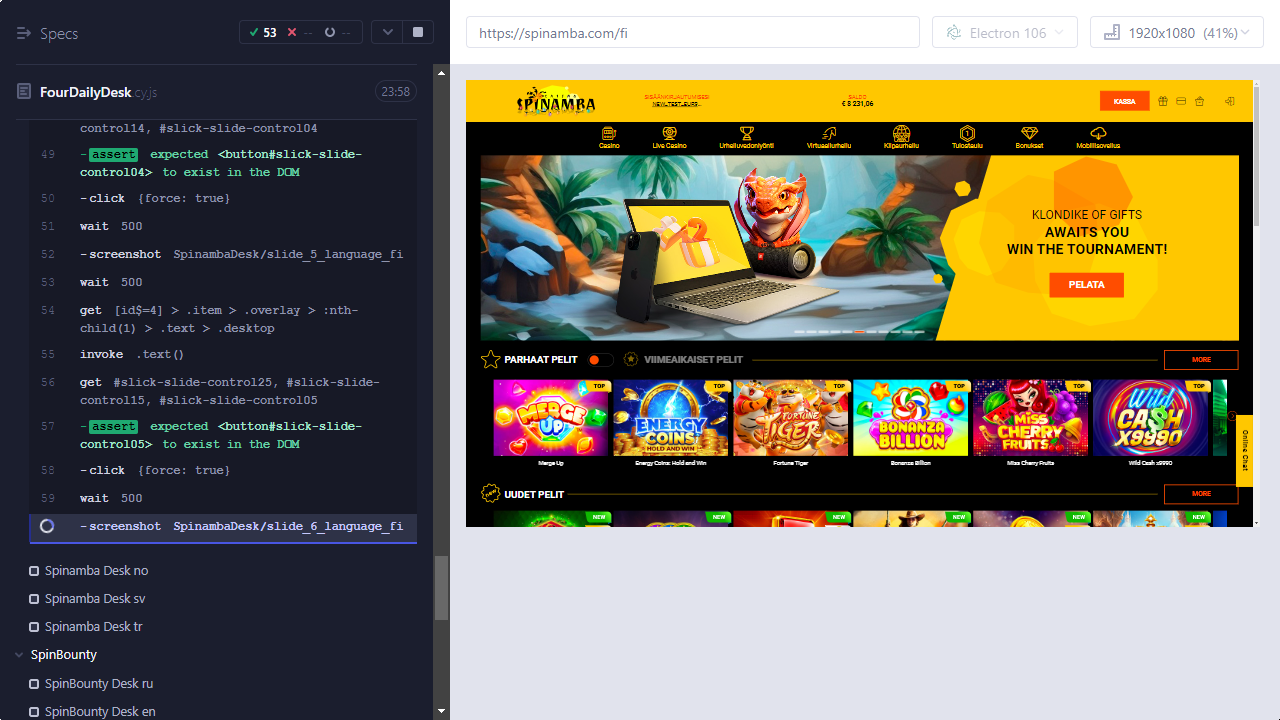 Specs
53
--
--
FourDailyDesk.cy.js
23:58
control14, #slick-slide-control04
49 -assert expected <button#slick-slide-control04> to exist in the DOM
50 -click {force: true}
51 wait 500
52 -screenshot SpinambaDesk/slide_5_language_fi
53 wait 500
54 get [id$=4] > .item > .overlay > :nth-child(1) > .text > .desktop
55 invoke .text()
56 get #slick-slide-control25, #slick-slide-control15, #slick-slide-control05
57 -assert expected <button#slick-slide-control05> to exist in the DOM
58 -click {force: true}
59 wait 500
-screenshot SpinambaDesk/slide_6_language_fi
Spinamba Desk no
Spinamba Desk sv
Spinamba Desk tr
SpinBounty
SpinBounty Desk ru
SpinBounty Desk en
https://spinamba.com/fi
Electron 106
1920x1080 (41%)
CASINO
SPINAMBA
SALDO
€ 8 231,06
KASSA
Casino
Live Casino
Urheiluvedonlyönti
Virtuaaliurheilu
Kilpaurheilu
Tulostaulu
Bonukset
Mobiilisovellus
KLONDIKE OF GIFTS
AWAITS YOU
WIN THE TOURNAMENT!
PELATA
PARHAAT PELIT
VIIMEAIKAISET PELIT
MORE
TOP
TOP
TOP
TOP
TOP
TOP
MERGE UP
ENERGY COINS
HOLD AND WIN
FORTUNE TIGER
BONANZA BILLION
MISS CHERRY FRUITS
Wild CASH X9990
Merge Up
Energy Coins: Hold and Win
Fortune Tiger
Bonanza Billion
Miss Cherry Fruits
Wild Cash x9990
Online Chat
NEW
UUDET PELIT
MORE
NEW
NEW
NEW
NEW
NEW
NEW